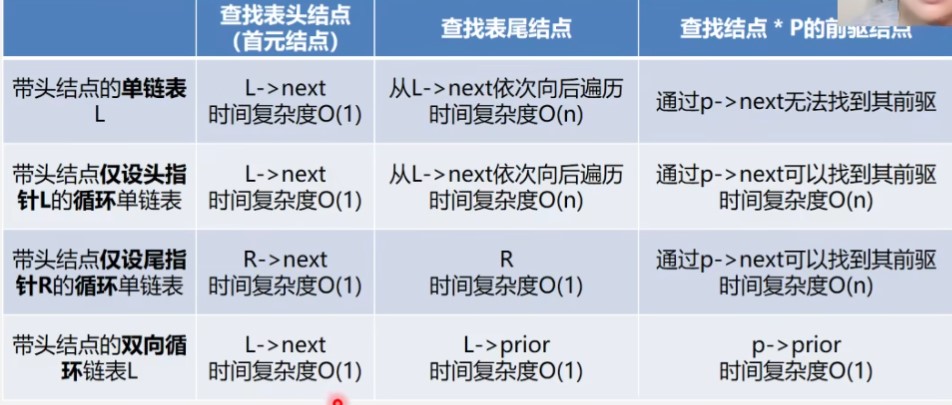 查找表头结点
(首元结点)
查找表尾结点
查找结点 * P的前驱结点
带头结点的单链表
L
L->next
时间复杂度O(1)
从L->next依次向后遍历
时间复杂度O(n)
通过p->next无法找到其前驱
带头结点仅设头指
针L的循环单链表
L->next
时间复杂度O(1)
从L->next依次向后遍历
时间复杂度O(n)
通过p->next可以找到其前驱
时间复杂度O(n)
带头结点仅设尾指
针R的循环单链表
R->next
时间复杂度O(1)
R
时间复杂度O(1)
通过p->next可以找到其前驱
时间复杂度O(n)
带头结点的双向循
环链表L
L->next
时间复杂度O(1)
L->prior
时间复杂度O(1)
p->prior
时间复杂度O(1)